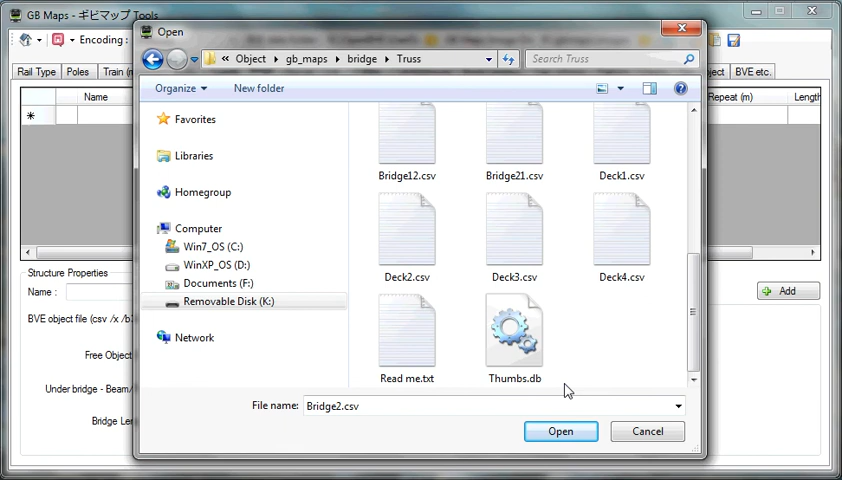 GB Maps - ギビマップ Tools
Encoding :
Rail Type
Poles
Train (
BVE etc.
Name
Repeat (m)
Length
Structure Properties
Name :
BVE object file (csv /x /b
Free Object
Under bridge - Beam/
Bridge Len
Add
Open
Object
gb_maps
bridge
Truss
Search Truss
Organize
New folder
Favorites
Libraries
Homegroup
Computer
Win7_OS (C:)
WinXP_OS (D:)
Documents (F:)
Removable Disk (K:)
Network
Bridge12.csv
Bridge21.csv
Deck1.csv
Deck2.csv
Deck3.csv
Deck4.csv
Read me.txt
Thumbs.db
File name:
Bridge2.csv
Open
Cancel